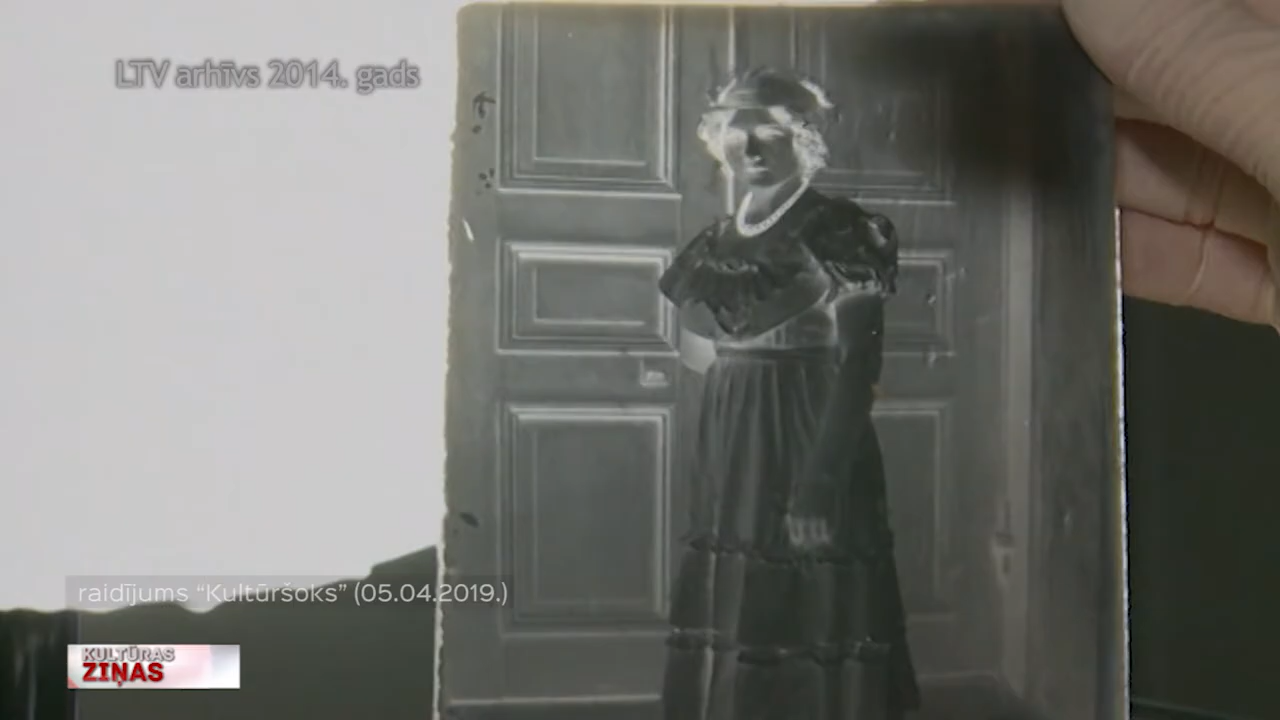 LTV arhīvs 2014. gads
raidījums “Kultūršoks” (05.04.2019.)
KULTŪRAS
ZIŅAS